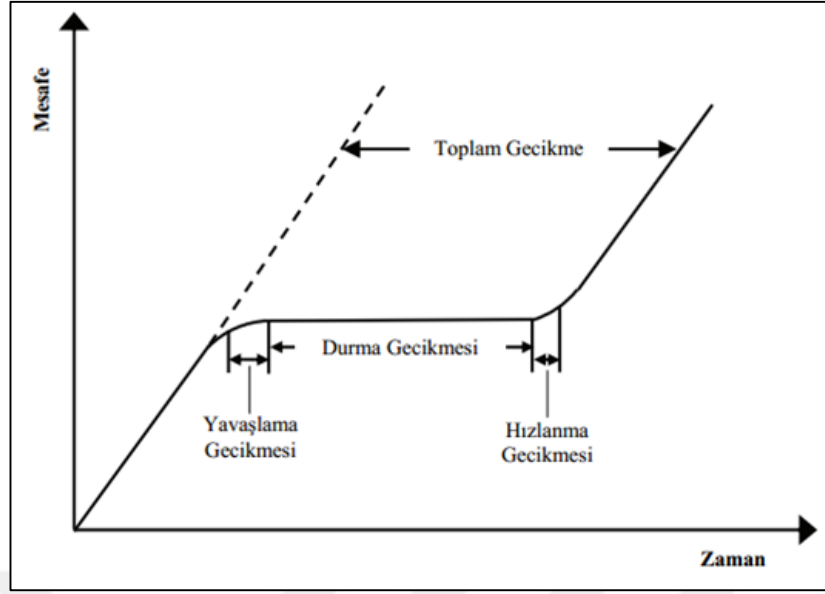 Mesafe
Toplam Gecikme
Durma Gecikmesi
Yavaşlama
Gecikmesi
Hızlanma
Gecikmesi
Zaman